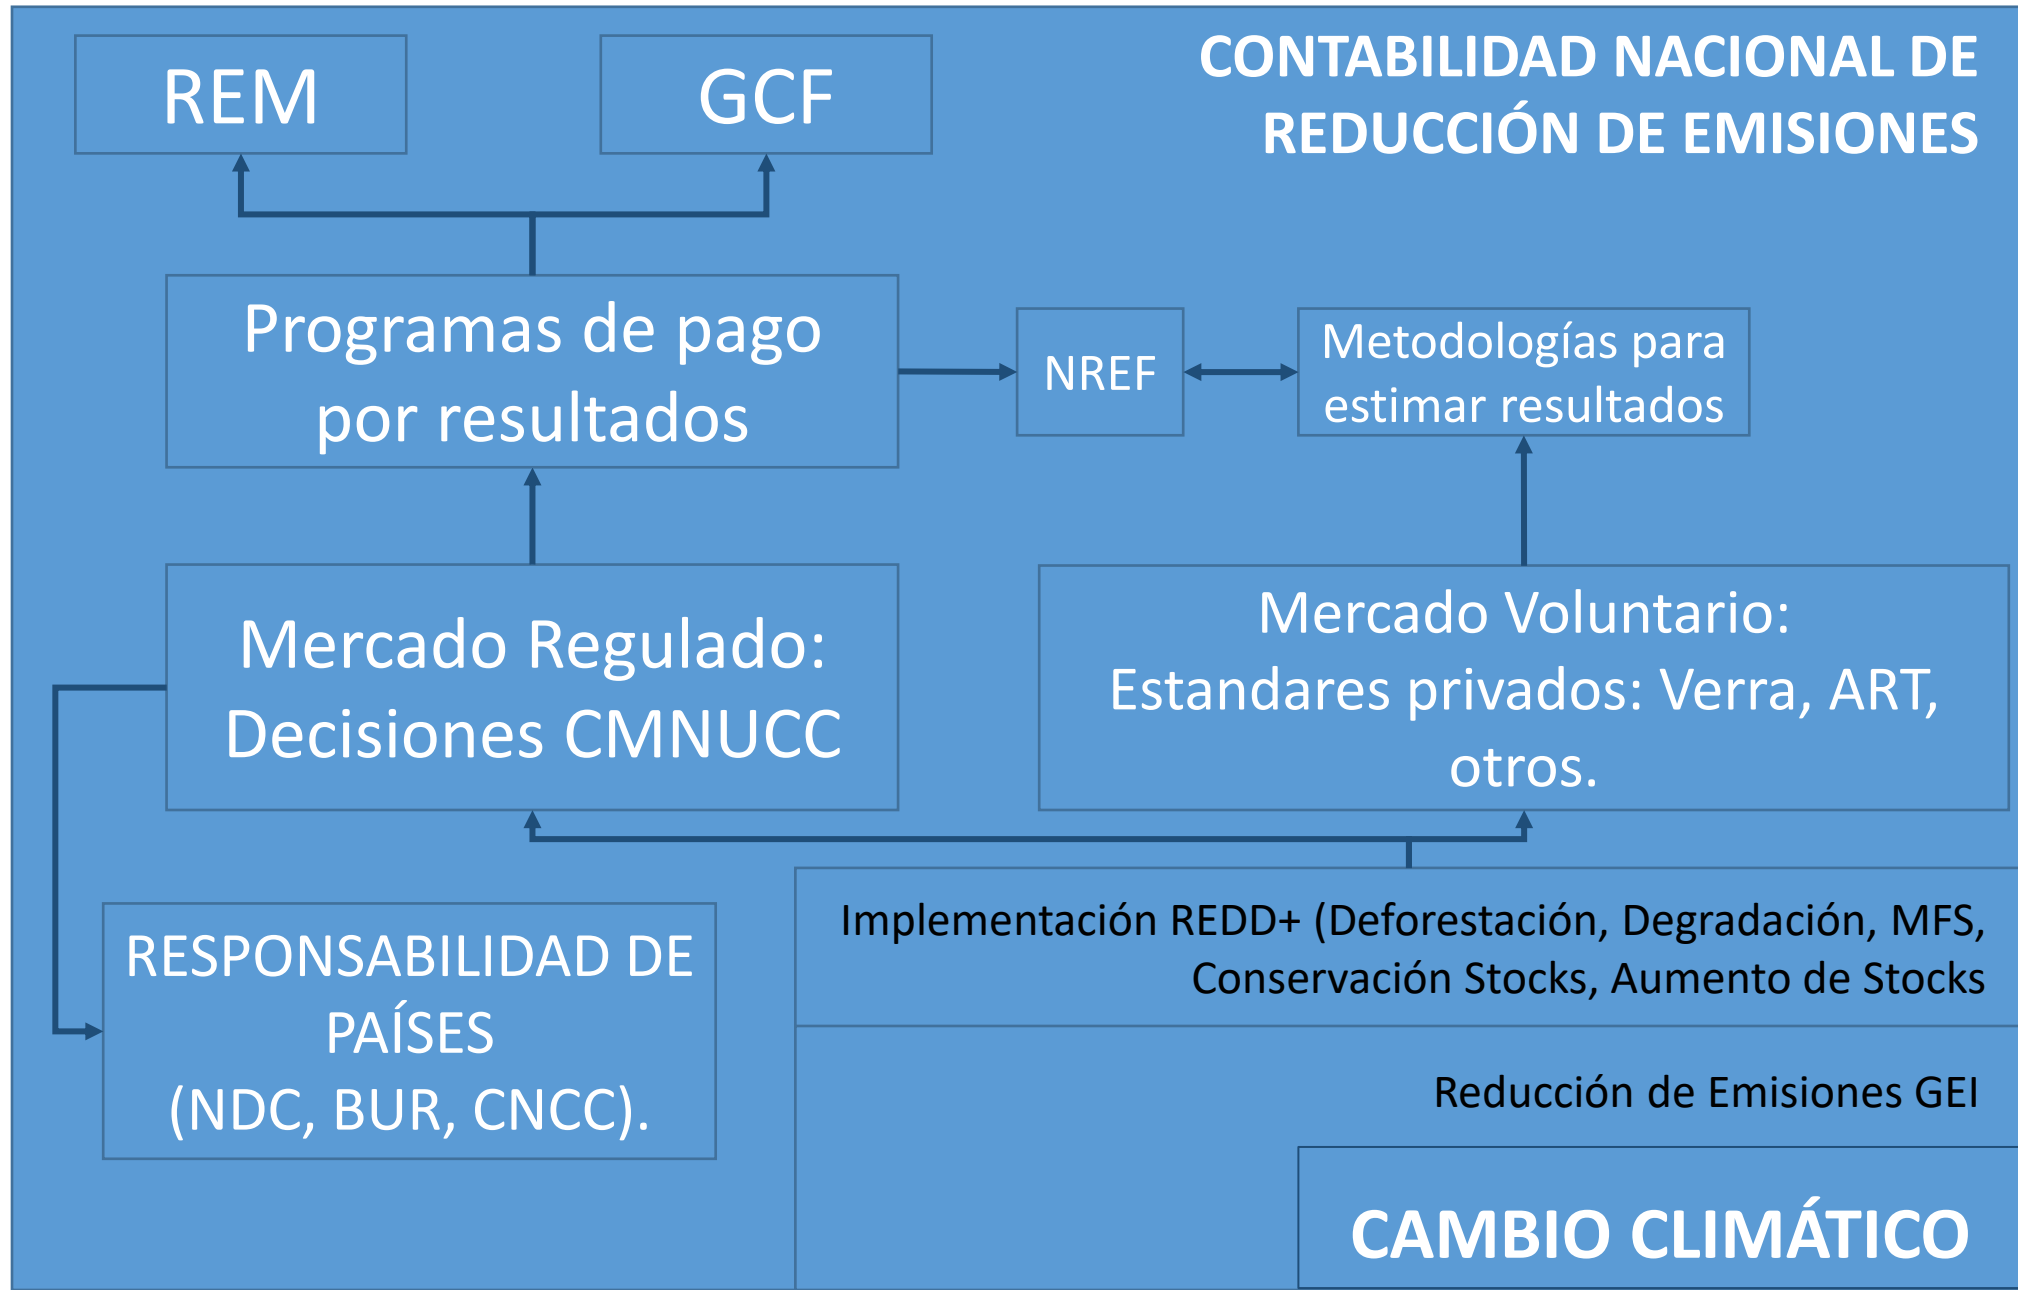 REM
GCF
CONTABILIDAD NACIONAL DE
REDUCCIÓN DE EMISIONES
Programas de pago
por resultados
NREF
Metodologías para
estimar resultados
Mercado Regulado:
Decisiones CMNUCC
Mercado Voluntario:
Estandares privados: Verra, ART,
otros.
RESPONSABILIDAD DE
PAÍSES
(NDC, BUR, CNCC).
Implementación REDD+ (Deforestación, Degradación, MFS,
Conservación Stocks, Aumento de Stocks
Reducción de Emisiones GEI
CAMBIO CLIMÁTICO